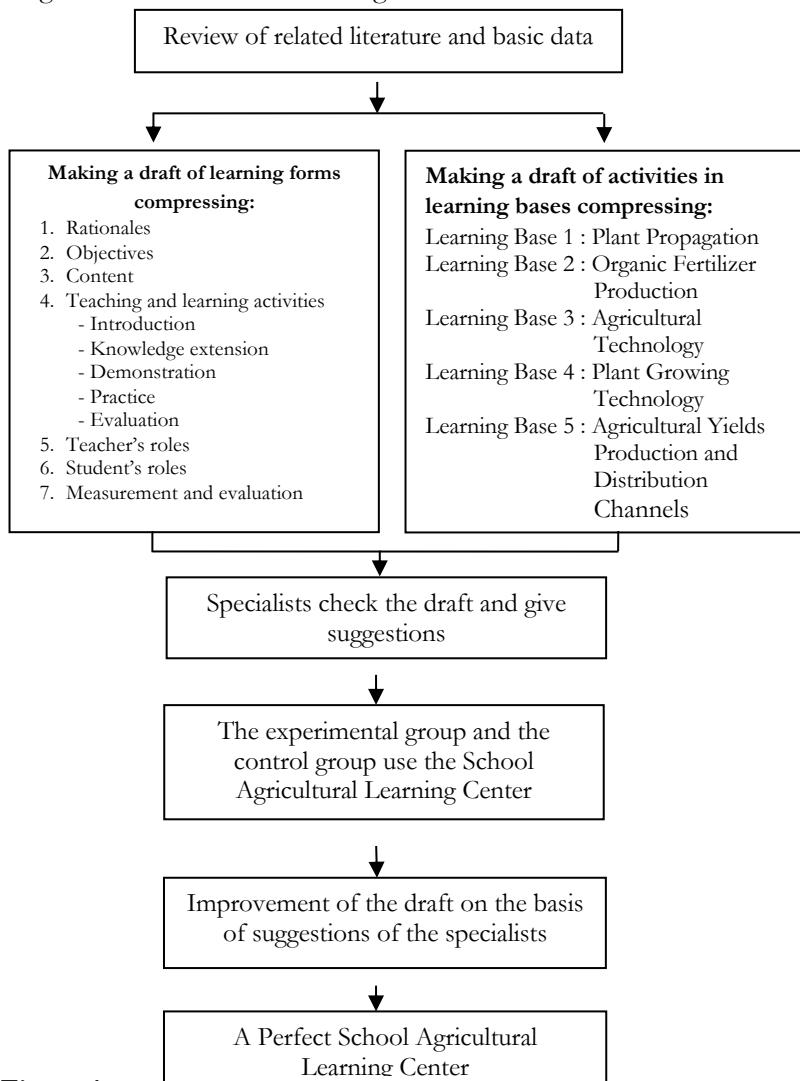 Review of related literature and basic data
Making a draft of learning forms
compressing:
1. Rationales
2. Objectives
3. Content
4. Teaching and learning activities
- Introduction
- Knowledge extension
- Demonstration
- Practice
- Evaluation
5. Teacher's roles
6. Student's roles
7. Measurement and evaluation
Making a draft of activities in
learning bases compressing:
Learning Base 1 : Plant Propagation
Learning Base 2 : Organic Fertilizer
Production
Learning Base 3 : Agricultural
Technology
Learning Base 4 : Plant Growing
Technology
Learning Base 5 : Agricultural Yields
Production and
Distribution
Channels
Specialists check the draft and give
suggestions
The experimental group and the
control group use the School
Agricultural Learning Center
Improvement of the draft on the basis
of suggestions of the specialists
A Perfect School Agricultural
Learning Center